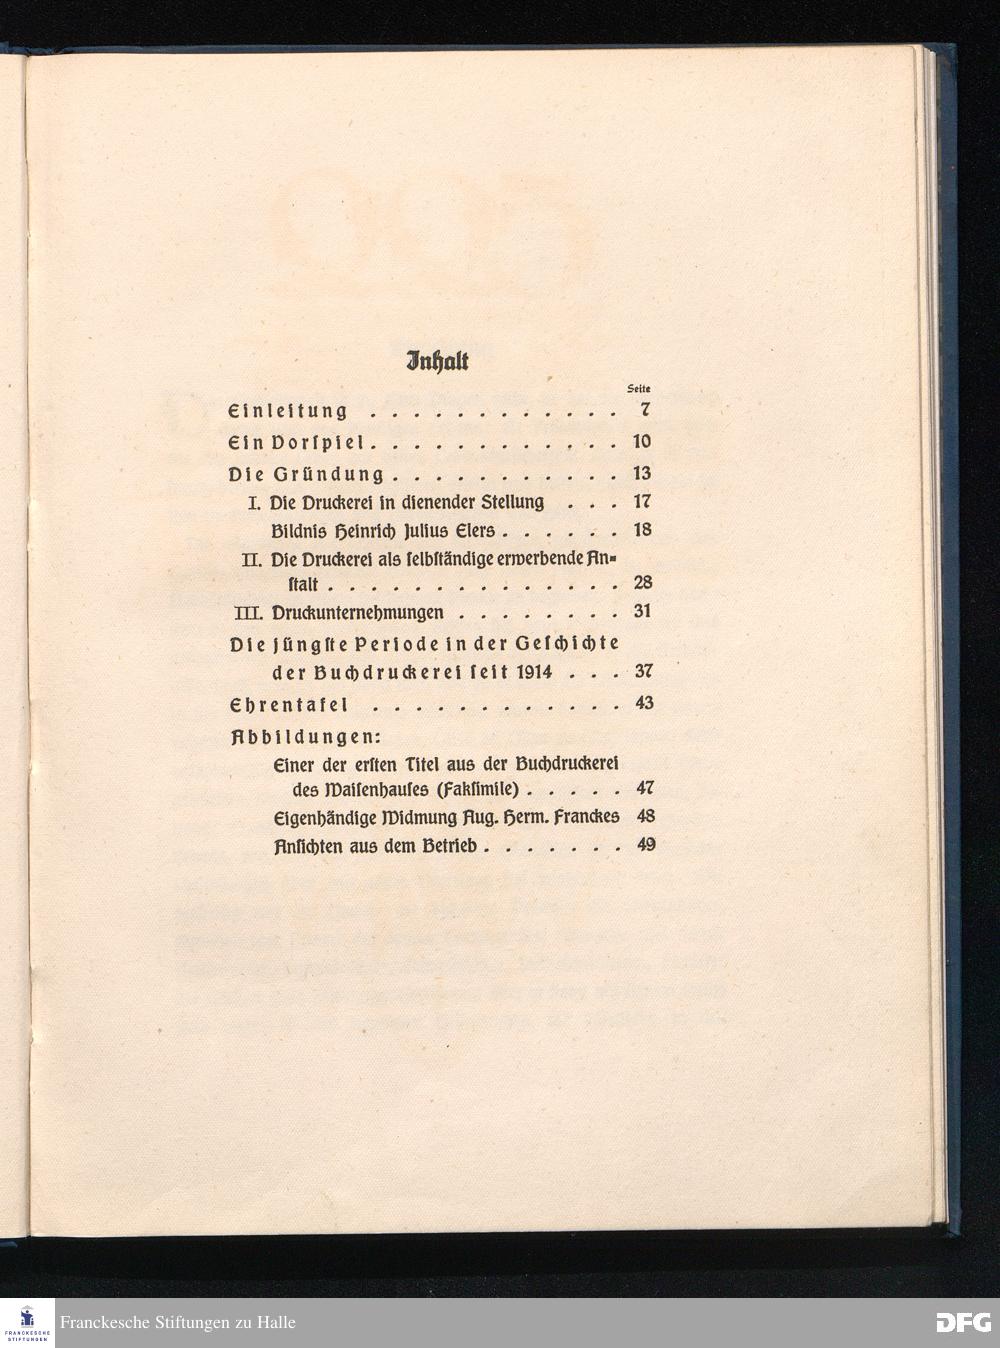 Inhalt
Seite
Einleitung . . . . . . . . . . . . 7
Ein Vorſpiel . . . . . . . . . . . . 10
Die Gründung . . . . . . . . . . . 13
I. Die Druckerei in dienender Stellung . . . 17
Bildnis Heinrich Julius Elers . . . . . . 18
II. Die Druckerei als ſelbſtändige erwerbende An-
ſtalt . . . . . . . . . . . . . . . 28
III. Druckunternehmungen . . . . . . . . 31
Die jüngſte Periode in der Geſchichte
der Buchdruckerei ſeit 1914 . . . 37
Ehrentafel . . . . . . . . . . . . 43
Abbildungen:
Einer der erſten Titel aus der Buchdruckerei
des Waiſenhauſes (Fakſimile) . . . . . 47
Eigenhändige Widmung Aug. Herm. Franckes 48
Anſichten aus dem Betrieb . . . . . . . 49
FRANCKESCHE
STIFTUNGEN
Franckesche Stiftungen zu Halle
DFG